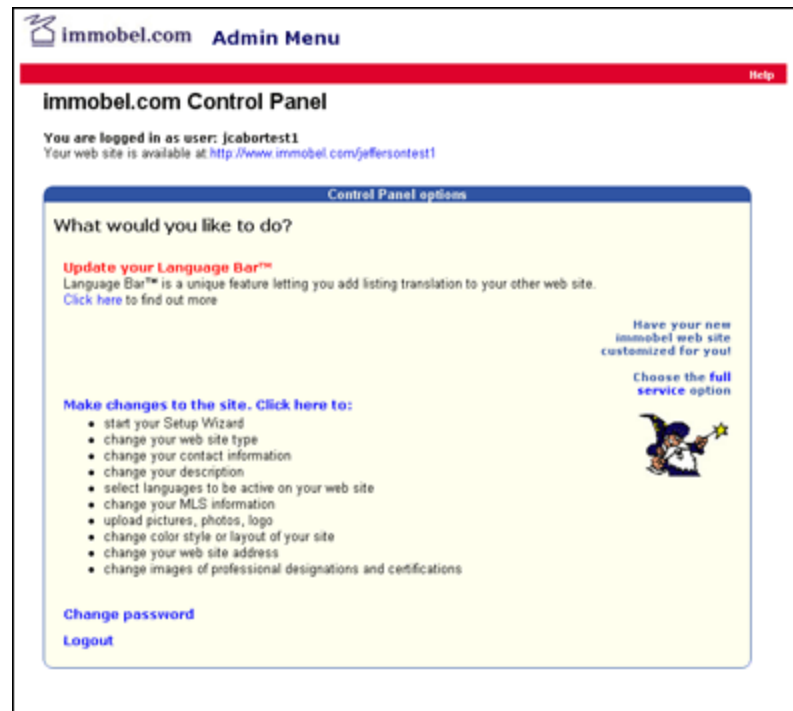 immobel.com Admin Menu
Help
immobel.com Control Panel
You are logged in as user: jcabortest1
Your web site is available at http://www.immobel.com/jeffersontest1
Control Panel options
What would you like to do?
Update your Language Bar™
Language Bar™ is a unique feature letting you add listing translation to your other web site.
Click here to find out more
Have your new
immobel web site
customized for you!
Choose the full
service option
Make changes to the site. Click here to:
• start your Setup Wizard
• change your web site type
• change your contact information
• change your description
• select languages to be active on your web site
• change your MLS information
• upload pictures, photos, logo
• change color style or layout of your site
• change your web site address
• change images of professional designations and certifications
Change password
Logout